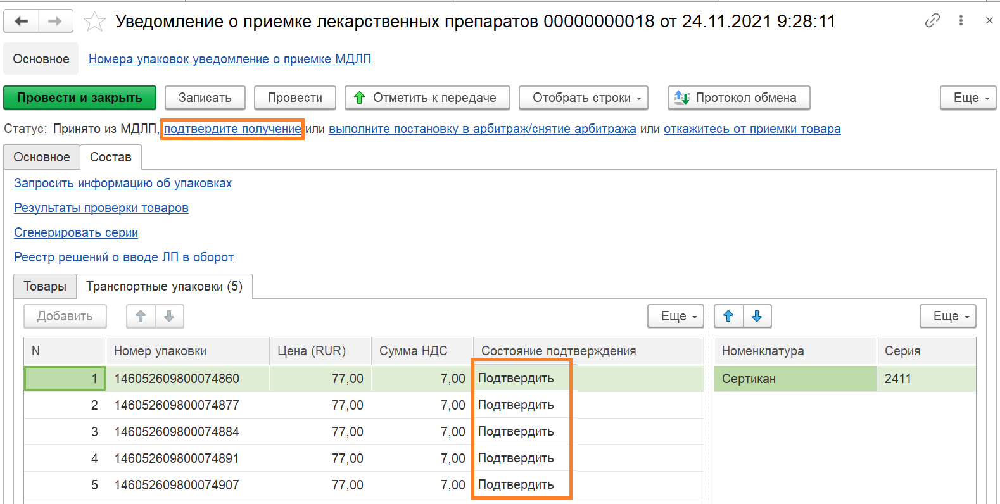 Уведомление о приемке лекарственных препаратов 00000000018 от 24.11.2021 9:28:11
Основное Номера упаковок уведомление о приемке МДЛП
Провести и закрыть Записать Провести Отметить к передаче Отобрать строки Протокол обмена Еще
Статус: Принято из МДЛП, подтвердите получение или выполните постановку в арбитраж/снятие арбитража или откажитесь от приемки товара
Основное Состав
Запросить информацию об упаковках
Результаты проверки товаров
Сгенерировать серии
Реестр решений о вводе ЛП в оборот
Товары Транспортные упаковки (5)
Добавить Еще Еще
N Номер упаковки Цена (RUR) Сумма НДС Состояние подтверждения Номенклатура Серия
1 146052609800074860 77,00 7,00 Подтвердить Сертикан 2411
2 146052609800074877 77,00 7,00 Подтвердить
3 146052609800074884 77,00 7,00 Подтвердить
4 146052609800074891 77,00 7,00 Подтвердить
5 146052609800074907 77,00 7,00 Подтвердить